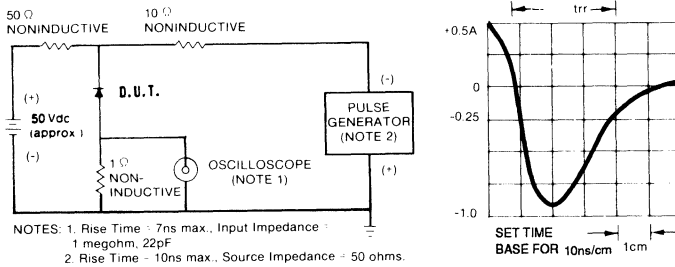 50 Ω
NONINDUCTIVE
10 Ω
NONINDUCTIVE
(+)
50 Vdc
(approx.)
(-)
D.U.T.
1 Ω
NON-
INDUCTIVE
OSCILLOSCOPE
(NOTE 1)
(-)
PULSE
GENERATOR
(NOTE 2)
(+)
NOTES: 1. Rise Time = 7ns max., Input Impedance =
1 megohm, 22pF
2. Rise Time = 10ns max., Source Impedance = 50 ohms.
trr
+0.5A
0
-0.25
-1.0
SET TIME
BASE FOR 10ns/cm
1cm